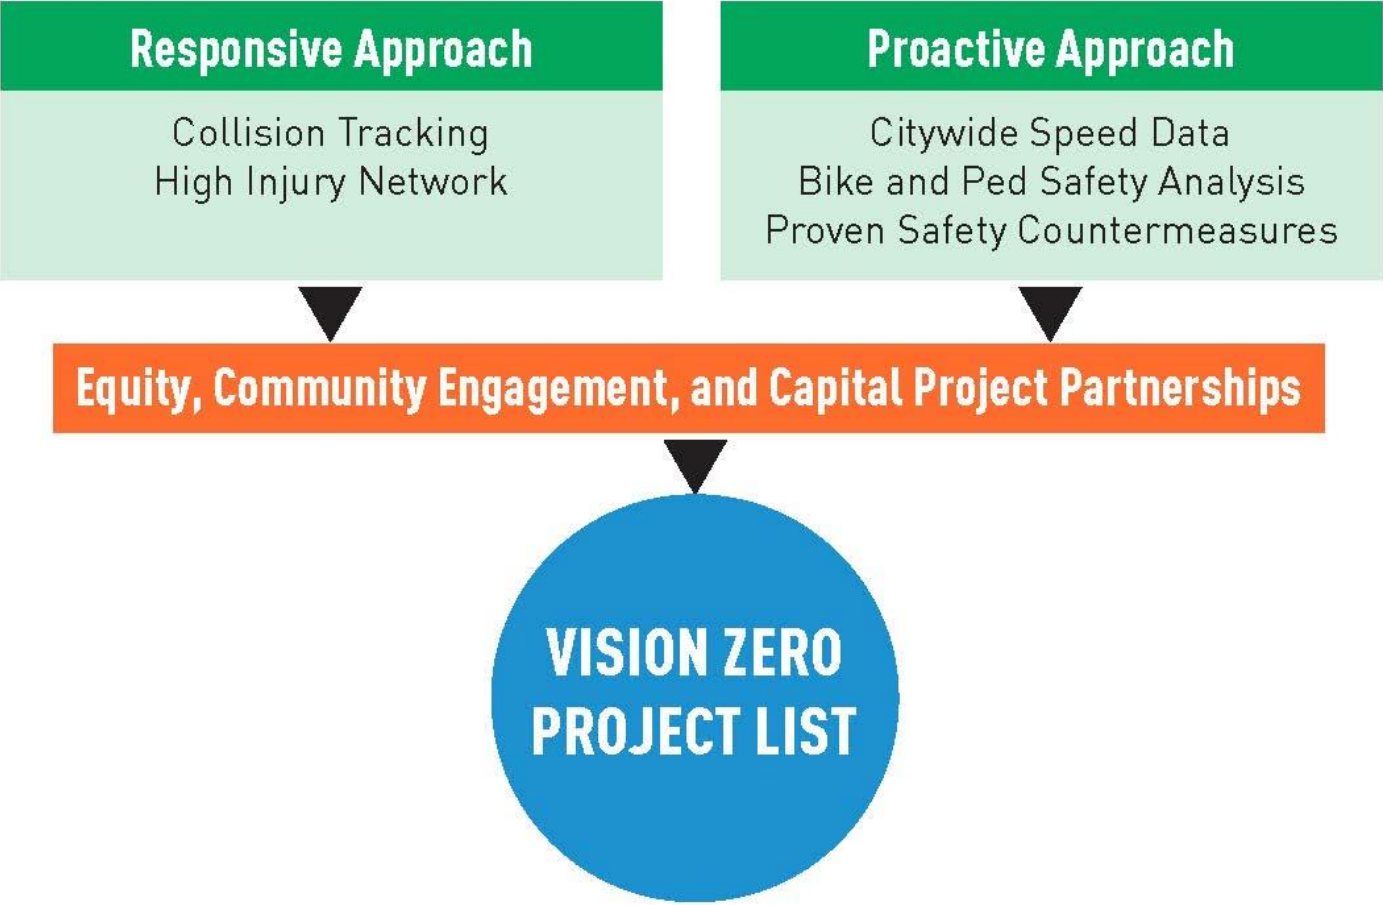 Responsive Approach
Collision Tracking
High Injury Network
Proactive Approach
Citywide Speed Data
Bike and Ped Safety Analysis
Proven Safety Countermeasures
Equity, Community Engagement, and Capital Project Partnerships
VISION ZERO
PROJECT LIST